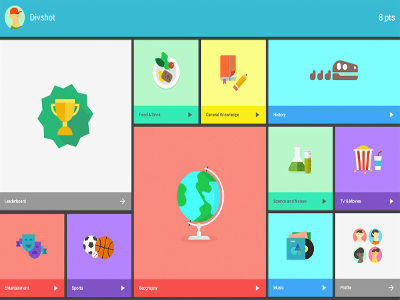 Divshot
8 pts
Food & Drink
General Knowledge
History
Leaderboard
Geography
Science and Nature
TV & Movies
Entertainment
Sports
Music
Profile